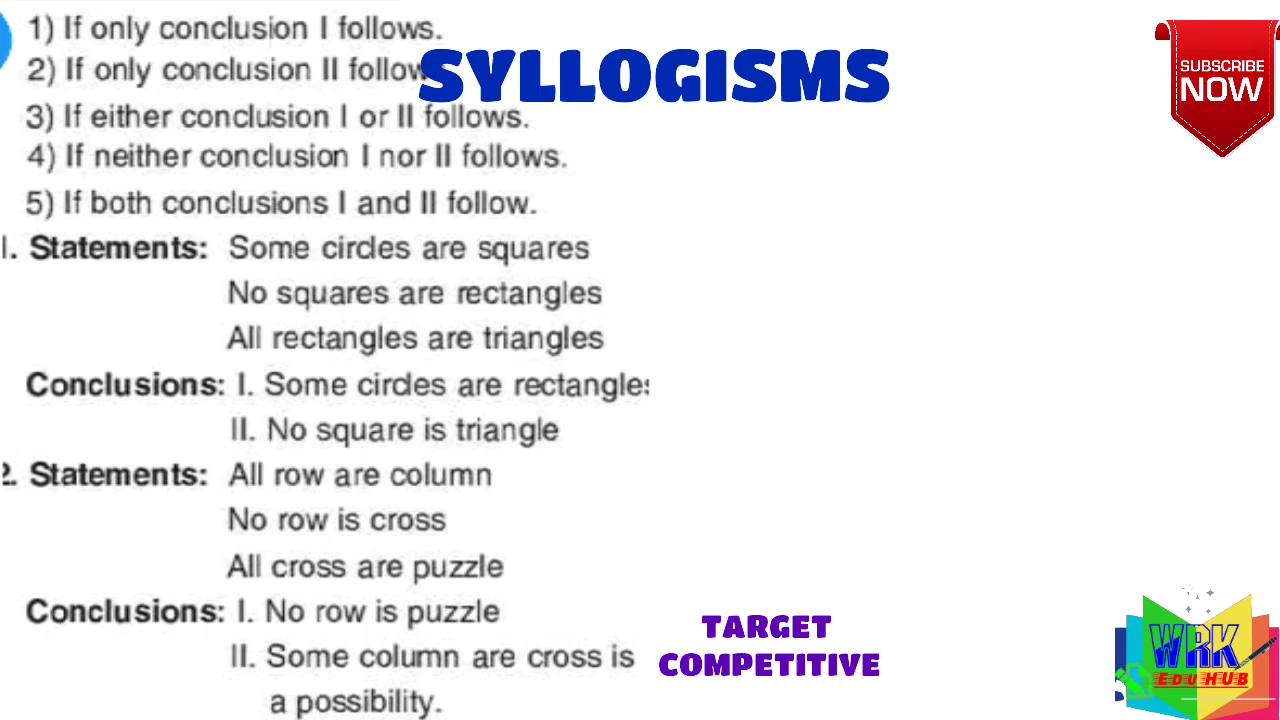 1) If only conclusion I follows.
2) If only conclusion II follow
SYLLOGISMS
SUBSCRIBE
NOW
3) If either conclusion I or II follows.
4) If neither conclusion I nor II follows.
5) If both conclusions I and II follow.
1. Statements: Some circles are squares
No squares are rectangles
All rectangles are triangles
Conclusions: I. Some circles are rectangles
II. No square is triangle
2. Statements: All row are column
No row is cross
All cross are puzzle
Conclusions: I. No row is puzzle
II. Some column are cross is
a possibility.
TARGET
COMPETITIVE
WRK
EDU HUB